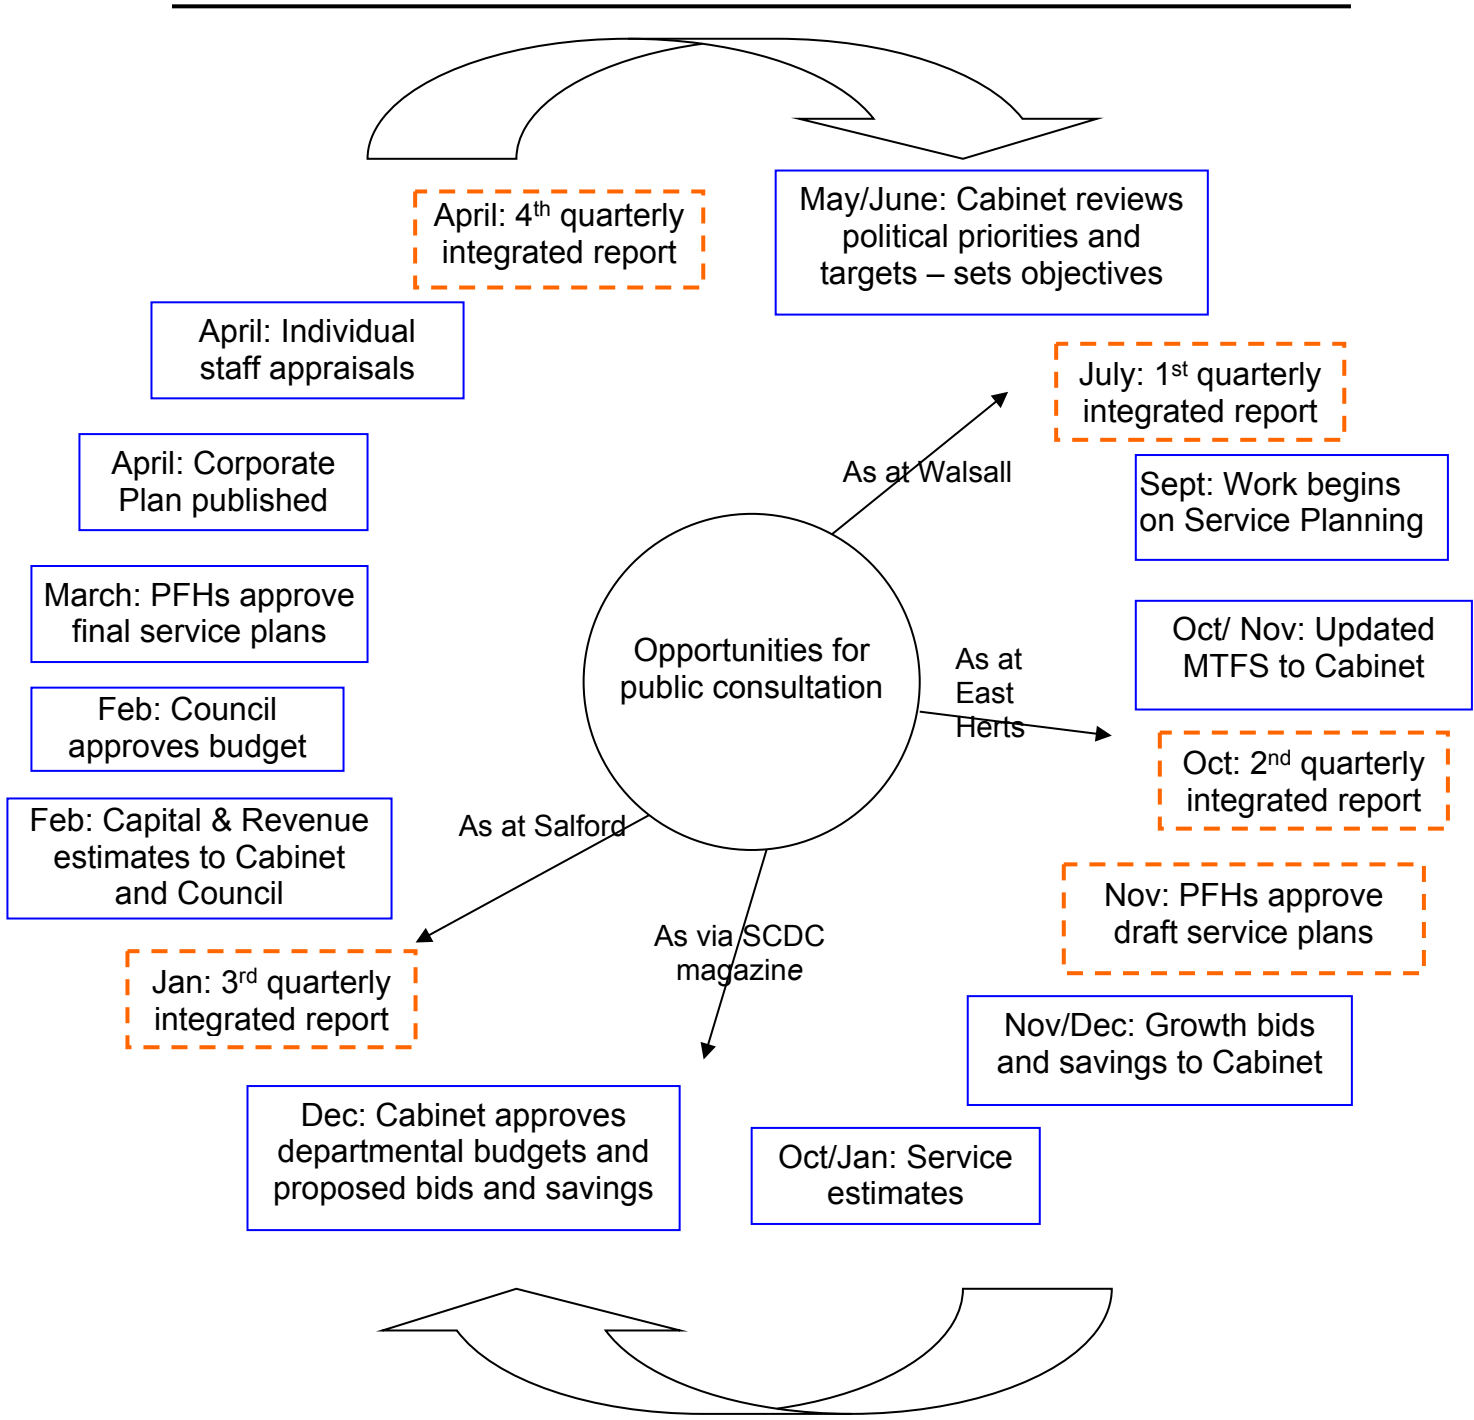 April: 4th quarterly
integrated report
May/June: Cabinet reviews
political priorities and
targets – sets objectives
April: Individual
staff appraisals
July: 1st quarterly
integrated report
April: Corporate
Plan published
As at Walsall
Sept: Work begins
on Service Planning
March: PFHs approve
final service plans
Opportunities for
public consultation
As at
East
Herts
Oct/ Nov: Updated
MTFS to Cabinet
Feb: Council
approves budget
Oct: 2nd quarterly
integrated report
Feb: Capital & Revenue
estimates to Cabinet
and Council
As at Salford
Nov: PFHs approve
draft service plans
As via SCDC
magazine
Jan: 3rd quarterly
integrated report
Nov/Dec: Growth bids
and savings to Cabinet
Dec: Cabinet approves
departmental budgets and
proposed bids and savings
Oct/Jan: Service
estimates